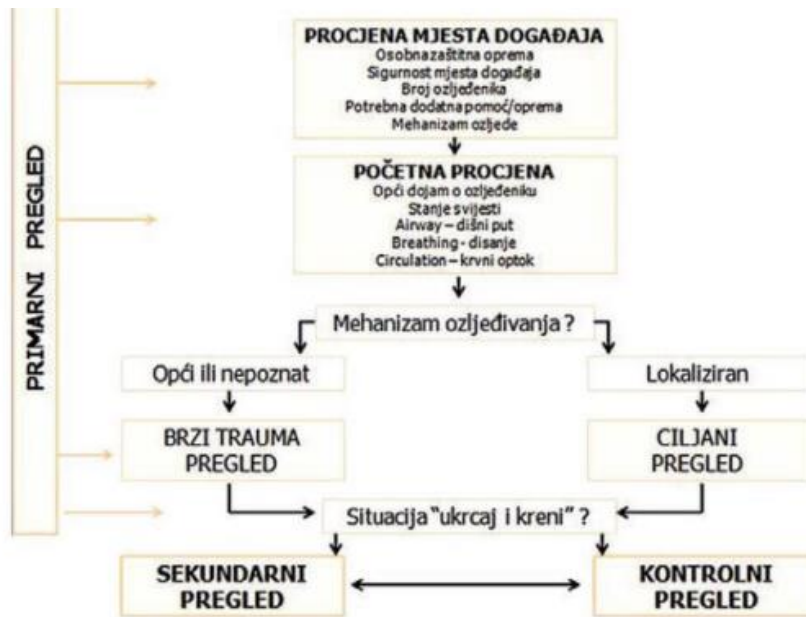 PRIMARNI PREGLED
PROCJENA MJESTA DOGAĐAJA
Osobna zaštitna oprema
Sigurnost mjesta događaja
Broj ozljeđenika
Potrebna dodatna pomoć/oprema
Mehanizam ozljede
POČETNA PROCJENA
Opći dojam o ozljeđeniku
Stanje svijesti
Airway – dišni put
Breathing - disanje
Circulation – krvni optok
Mehanizam ozljeđivanja ?
Opći ili nepoznat
Lokaliziran
BRZI TRAUMA
PREGLED
CILJANI
PREGLED
Situacija "ukrcaj i kreni" ?
SEKUNDARNI
PREGLED
KONTROLNI
PREGLED